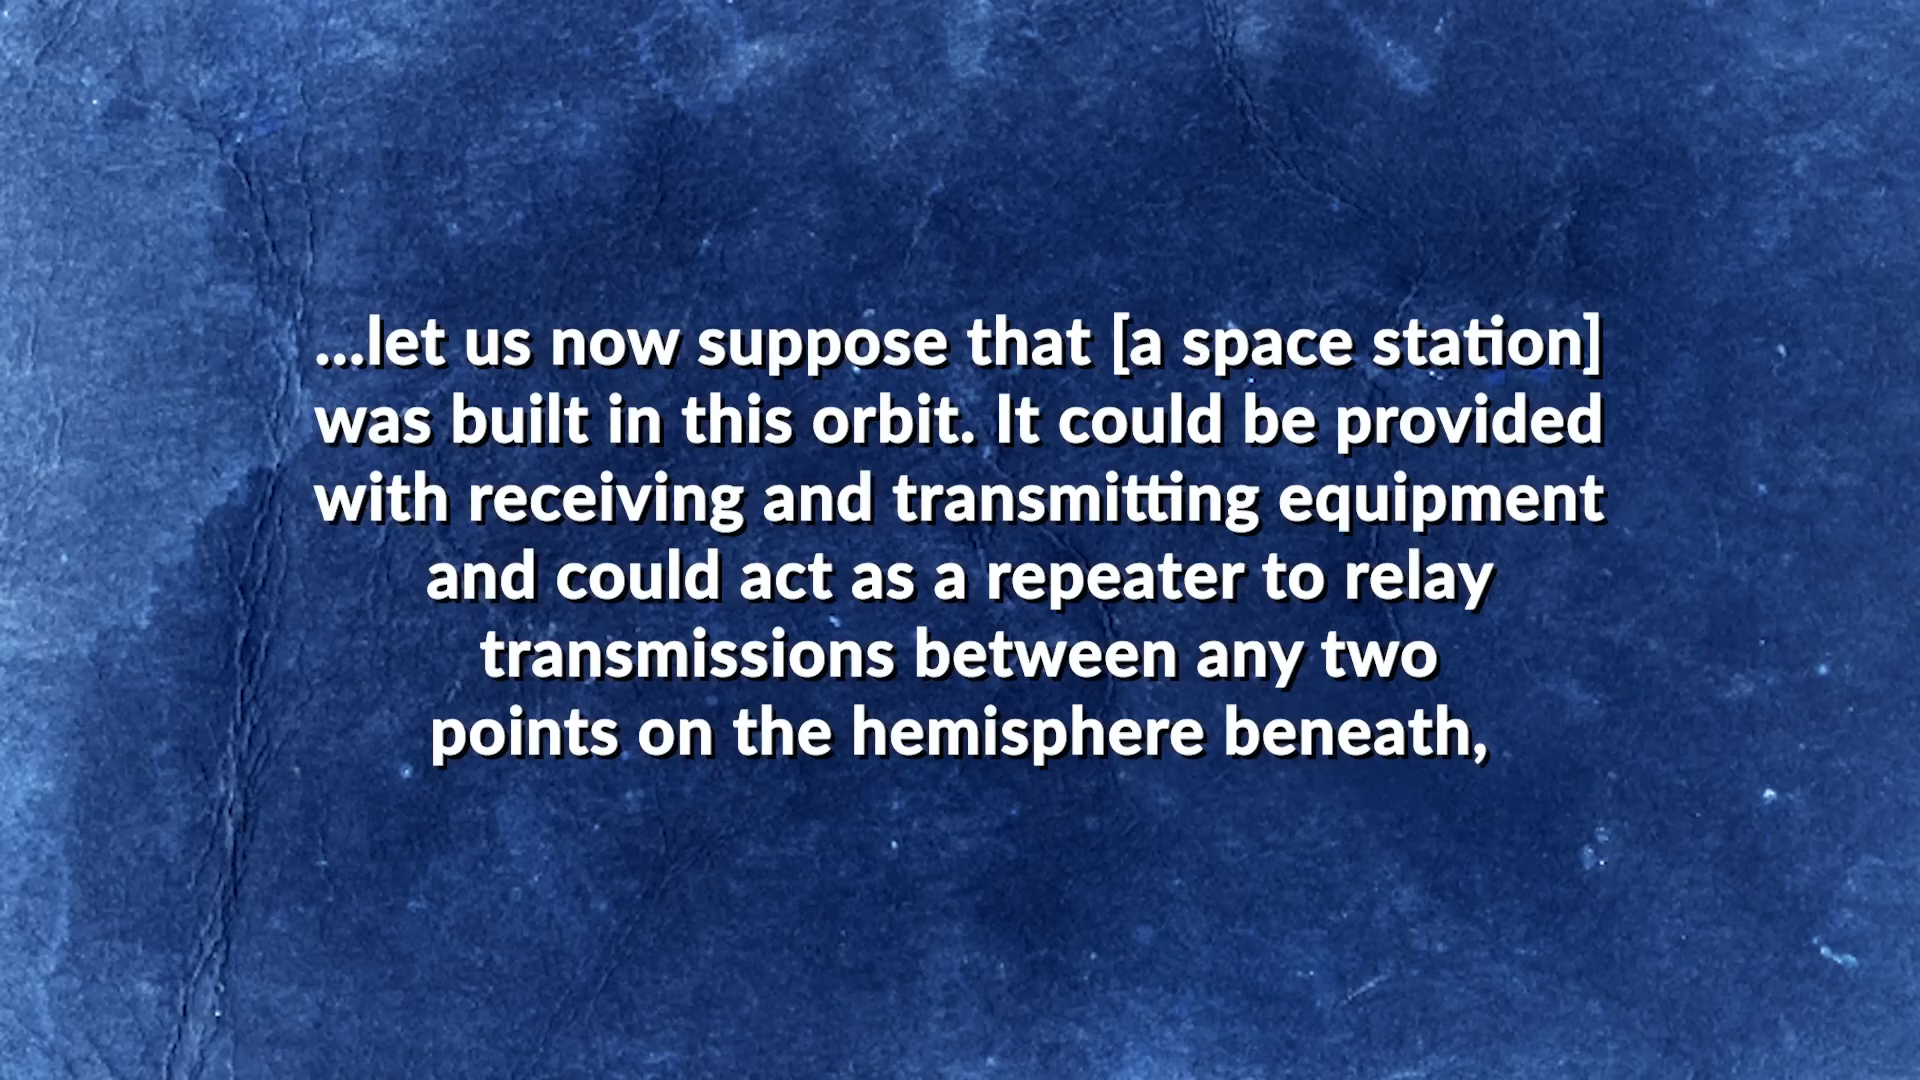 ...let us now suppose that [a space station]
was built in this orbit. It could be provided
with receiving and transmitting equipment
and could act as a repeater to relay
transmissions between any two
points on the hemisphere beneath,